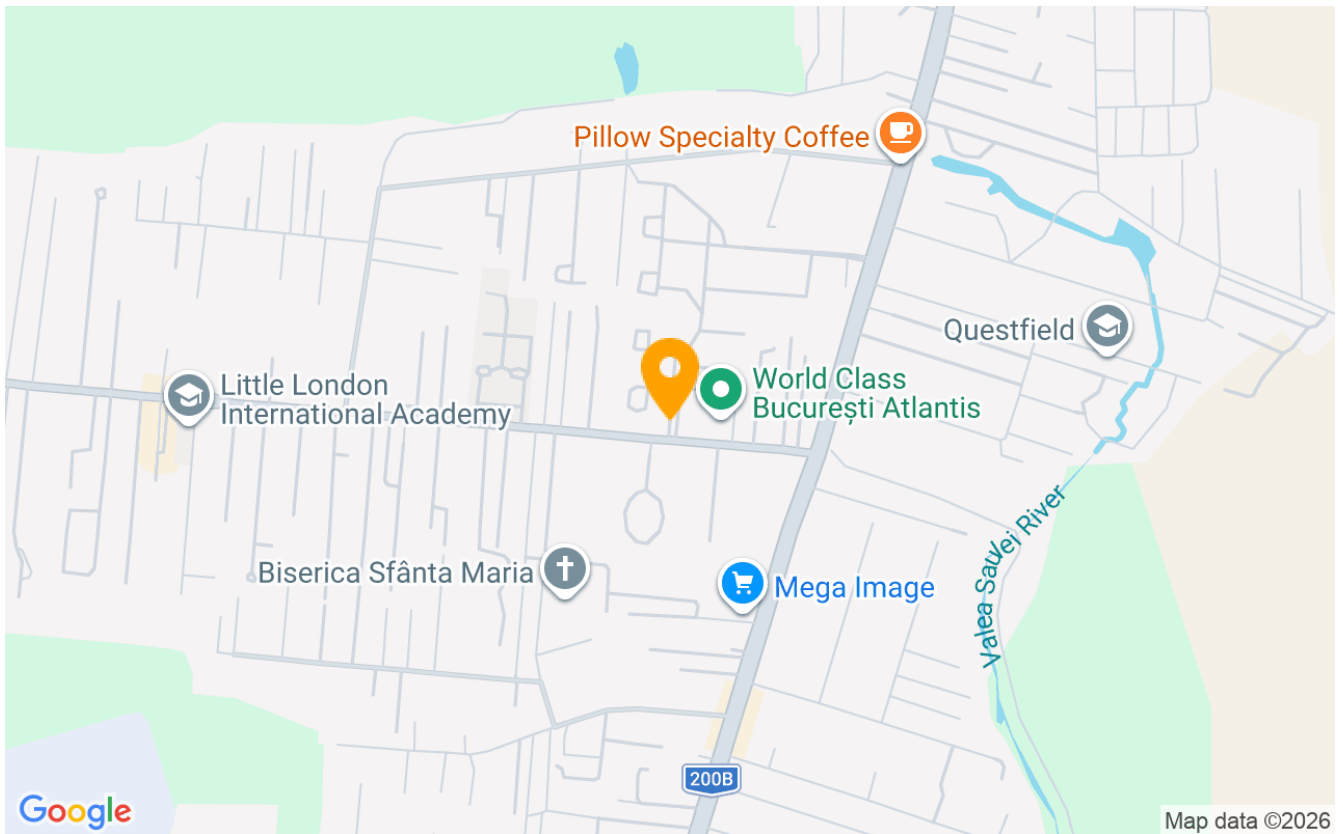 Pillow Specialty Coffee
Questfield
World Class
București Atlantis
Little London
International Academy
Valea Saulei River
Biserica Sfânta Maria
Mega Image
200B
Google
Map data ©2026